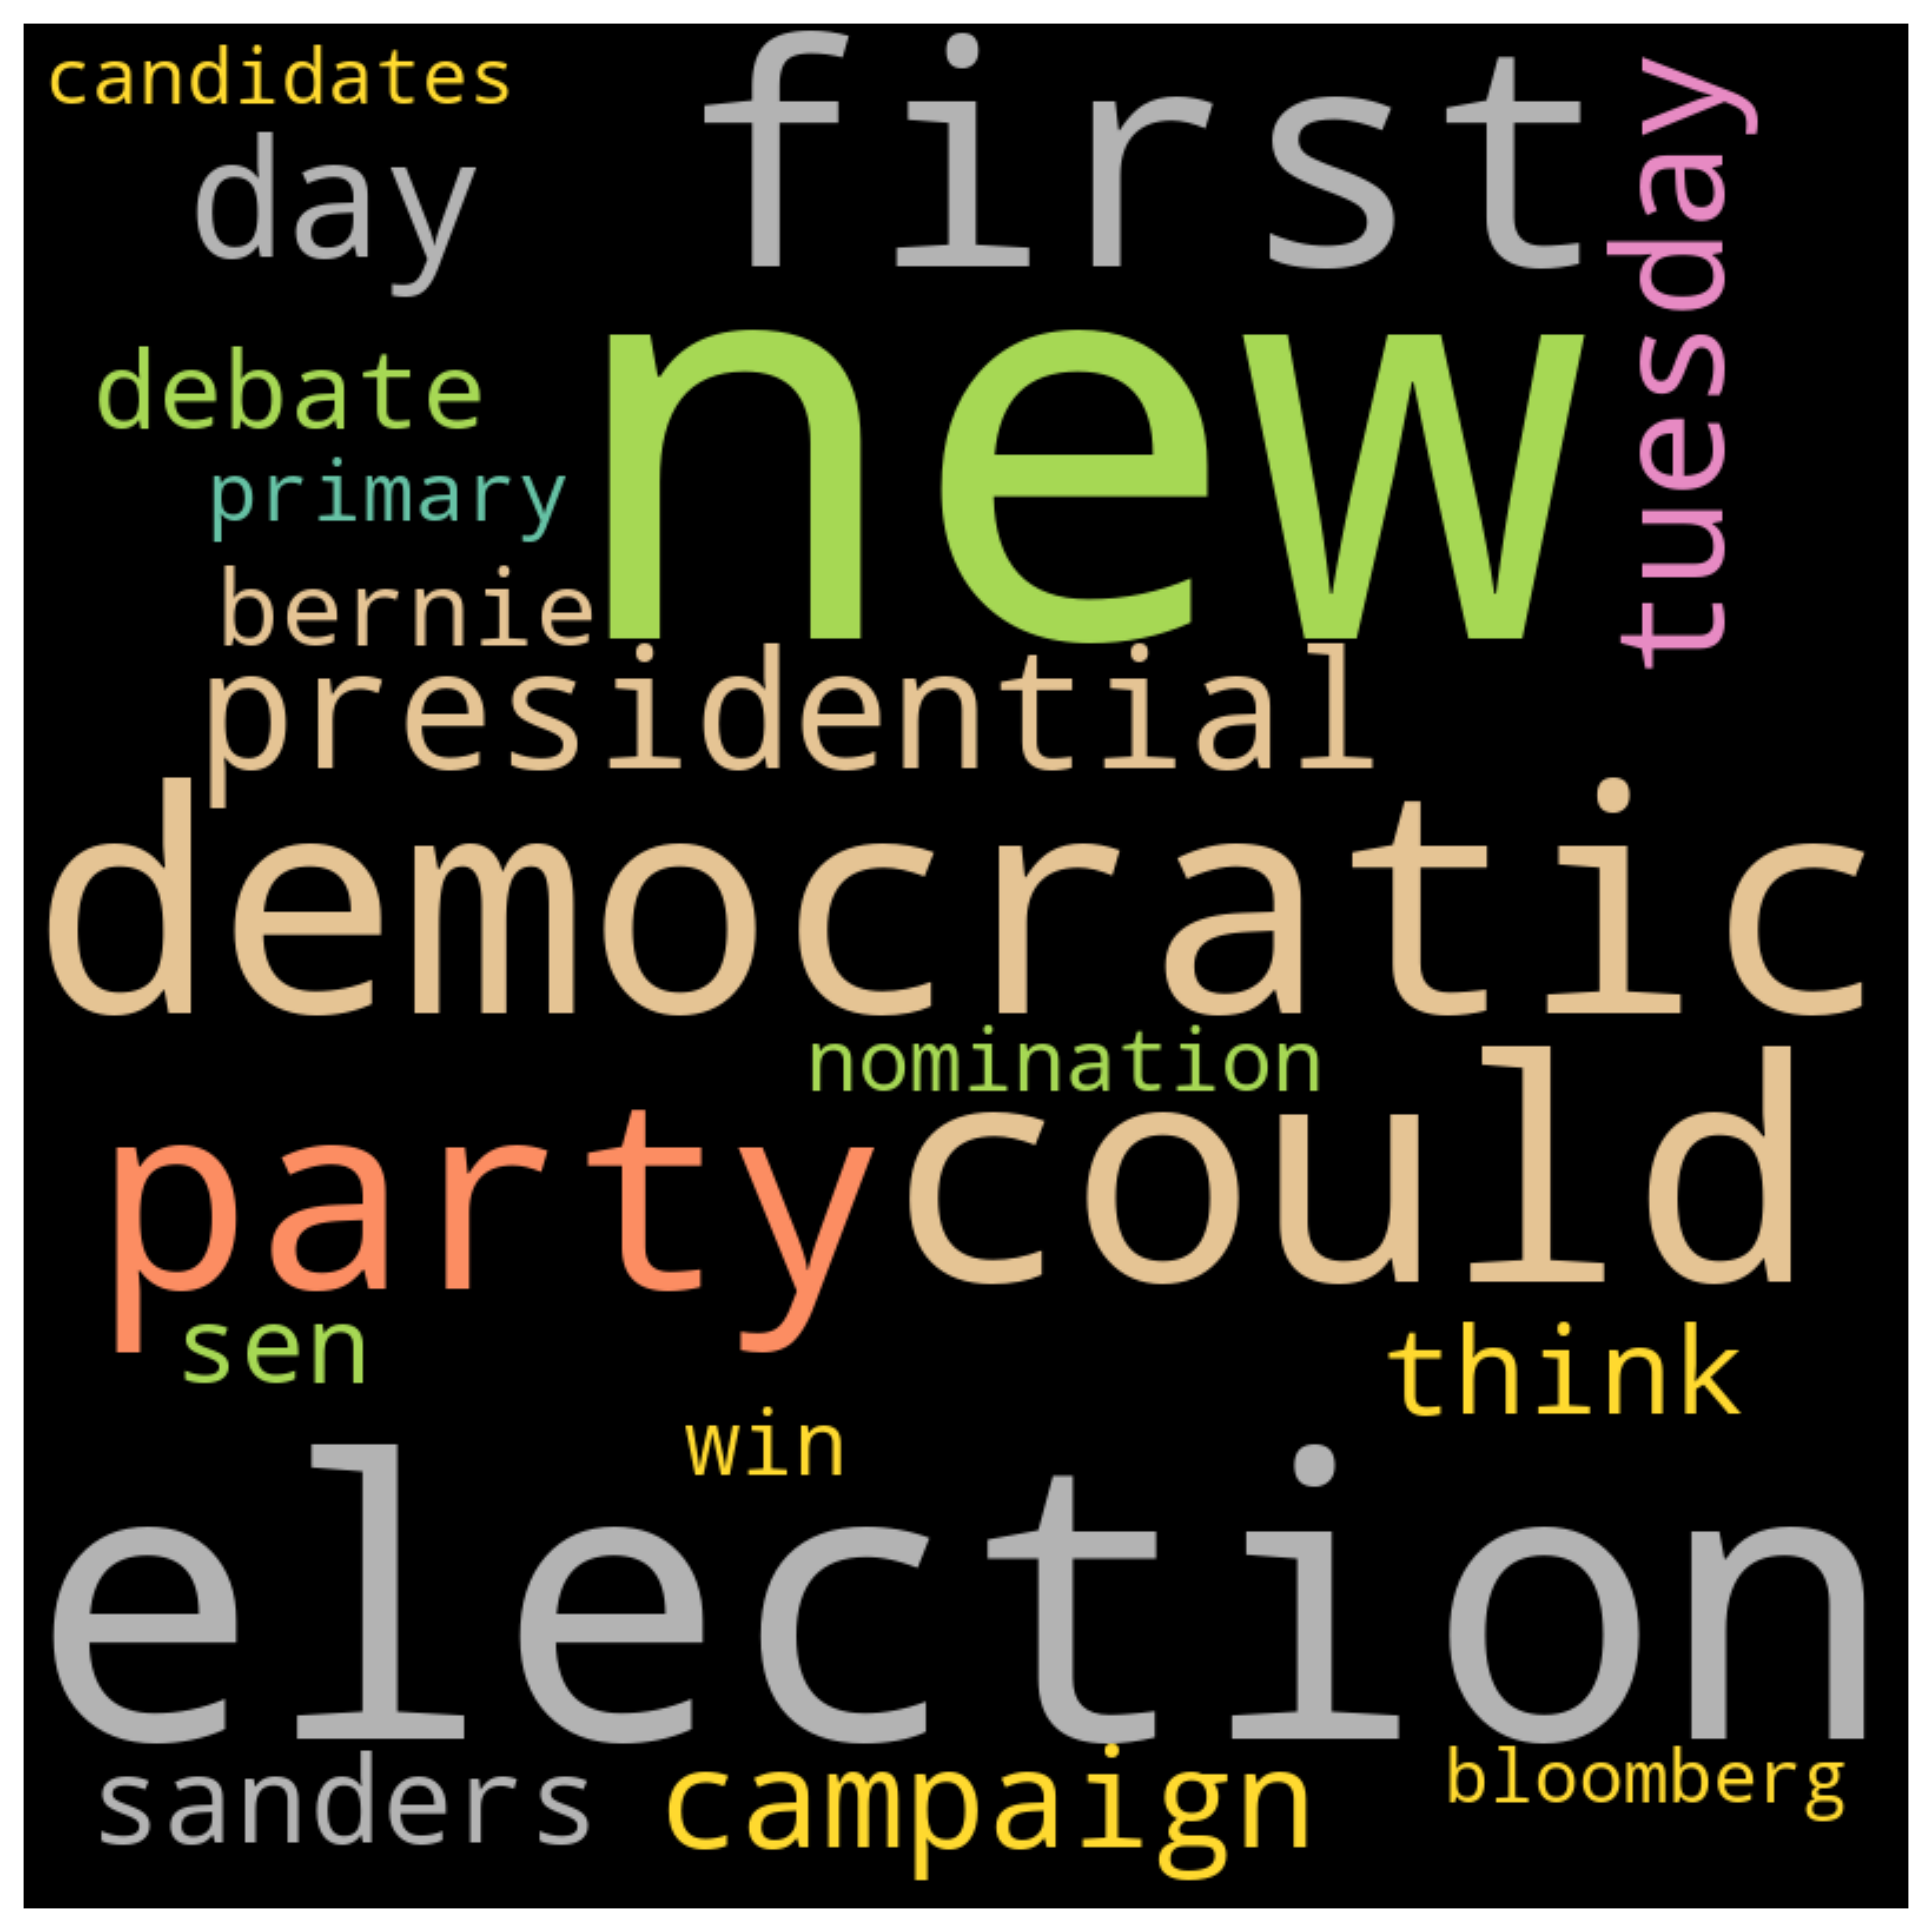 candidates
first
tuesday
day
new
debate
primary
bernie
presidential
democratic
nomination
party
could
sen
think
win
election
sanders
campaign
bloomberg